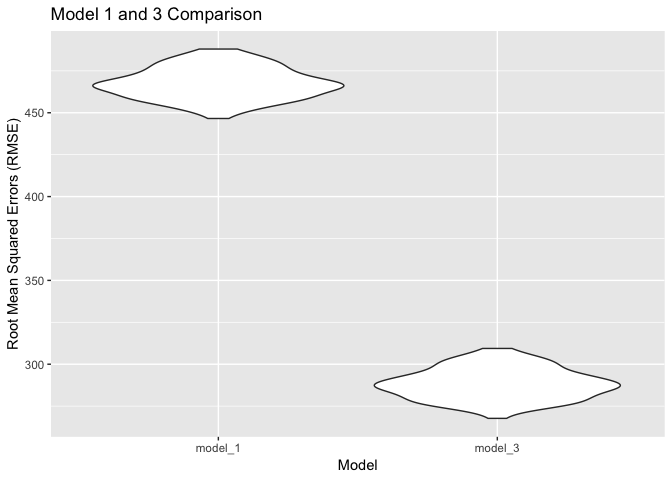 Model 1 and 3 Comparison
Root Mean Squared Errors (RMSE)
450
400
350
300
model_1
model_3
Model